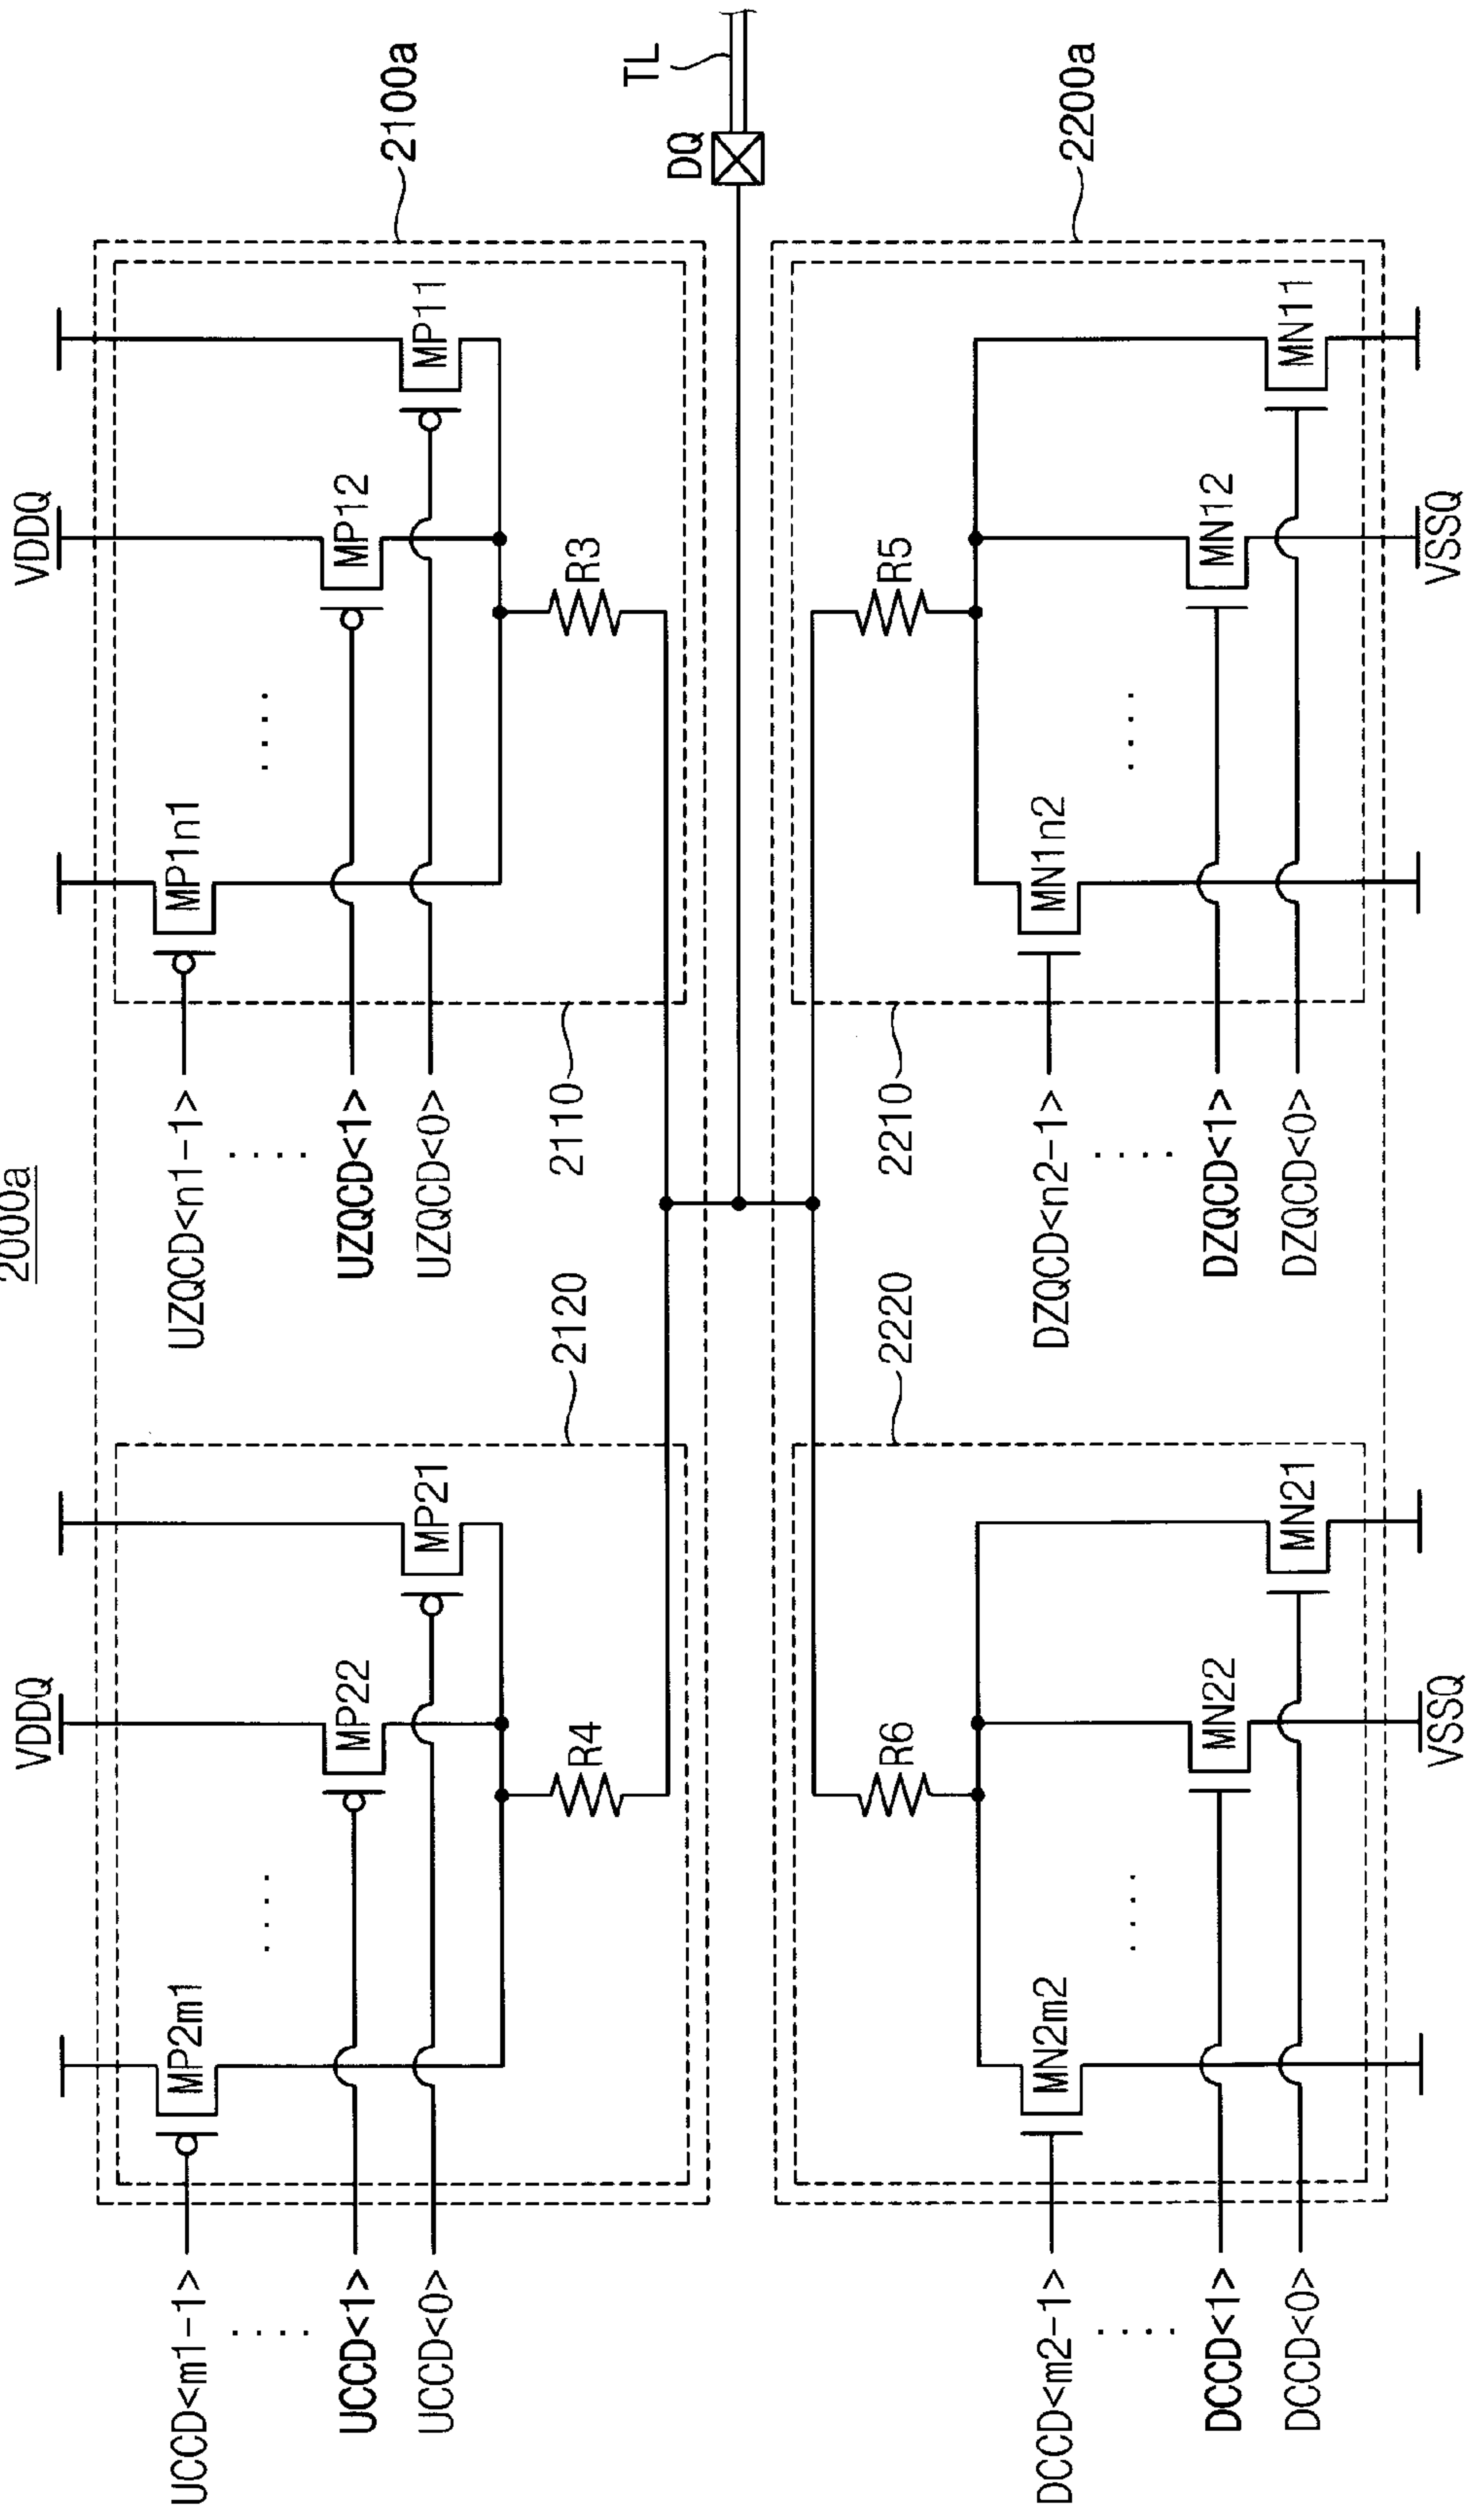 2000a
VDDQ
VDDQ
2100a
UCCD<m1-1>
MP2m1
. . . .
MP22
MP21
UCCD<1>
UCCD<0>
R4
2120
UZQCD<n1-1>
MP1n1
. . . .
MP12
MP11
UZQCD<1>
UZQCD<0>
R3
2110
DQ
TL
2200a
R6
2220
DCCD<m2-1>
MN2m2
. . . .
MN22
MN21
DCCD<1>
DCCD<0>
VSSQ
R5
2210
DZQCD<n2-1>
MN1n2
. . . .
MN12
MN11
DZQCD<1>
DZQCD<0>
VSSQ